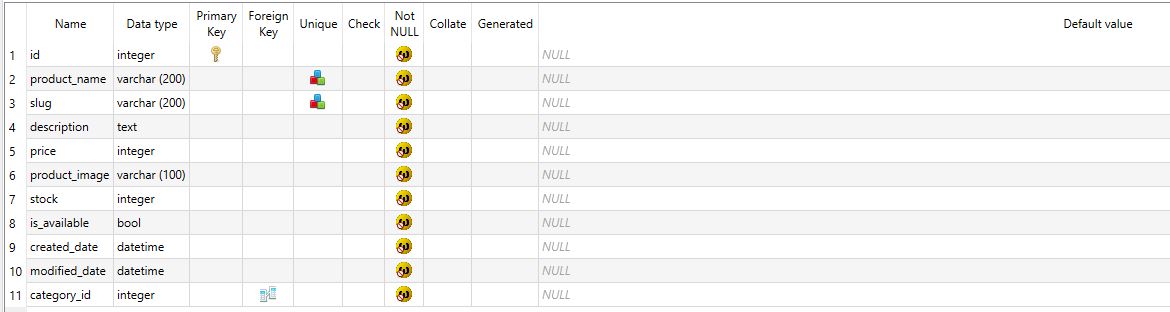 Name Data type Primary Key Foreign Key Unique Check Not NULL Collate Generated Default value
1 id integer NULL
2 product_name varchar (200) NULL
3 slug varchar (200) NULL
4 description text NULL
5 price integer NULL
6 product_image varchar (100) NULL
7 stock integer NULL
8 is_available bool NULL
9 created_date datetime NULL
10 modified_date datetime NULL
11 category_id integer NULL